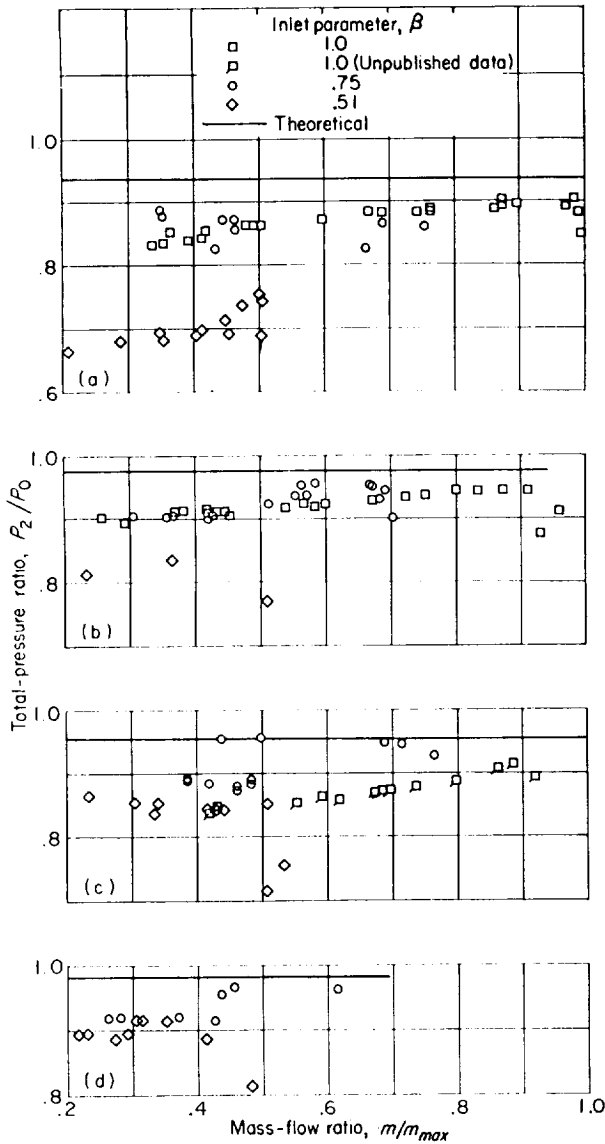 Inlet parameter, β
1.0
1.0 (Unpublished data)
.75
.51
Theoretical
1.0
.8
.6
(a)
1.0
.8
(b)
Total-pressure ratio, P2/P0
1.0
.8
(c)
1.0
.8
(d)
.2 .4 .6 .8 1.0
Mass-flow ratio, m/mmax